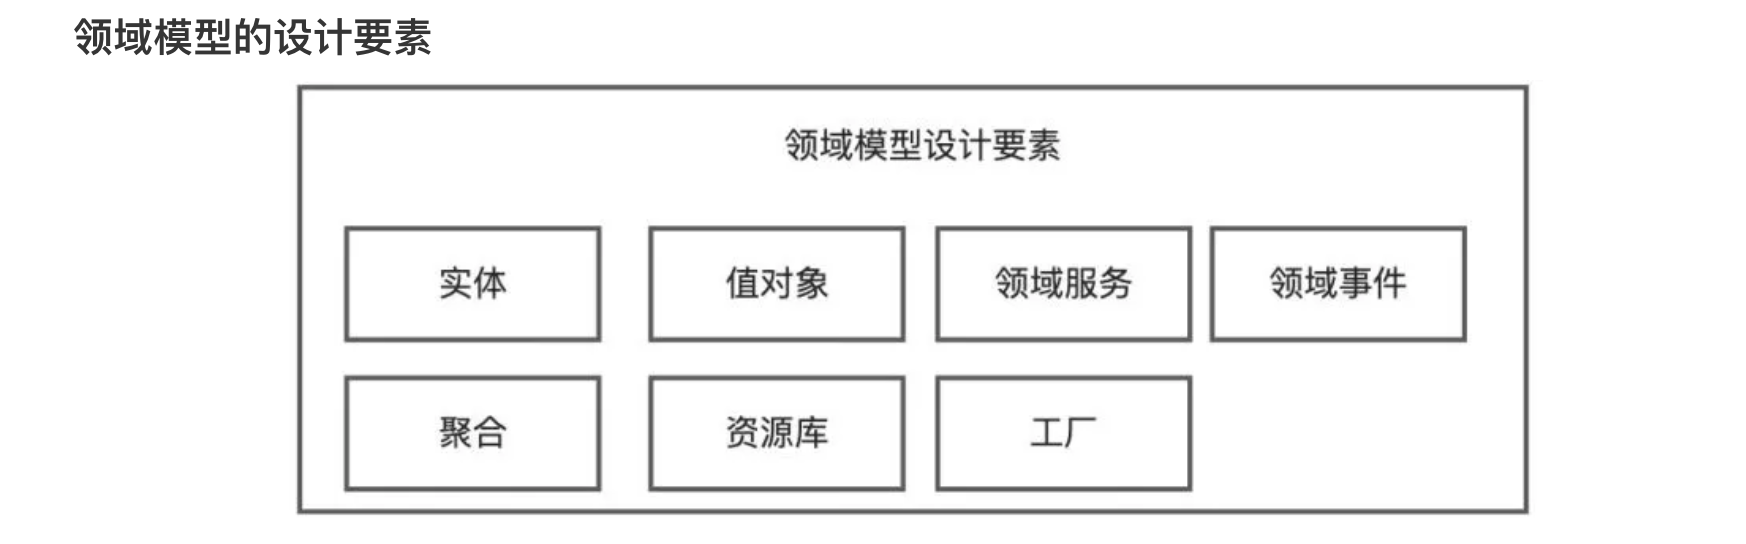 领域模型的设计要素
领域模型设计要素
实体
值对象
领域服务
领域事件
聚合
资源库
工厂